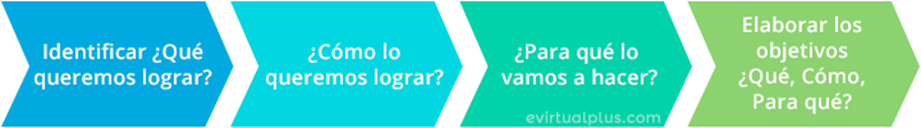 Identificar ¿Qué
queremos lograr?
¿Cómo lo
queremos lograr?
¿Para qué lo
vamos a hacer?
Elaborar los
objetivos
¿Qué, Cómo,
Para qué?
evirtualplus.com